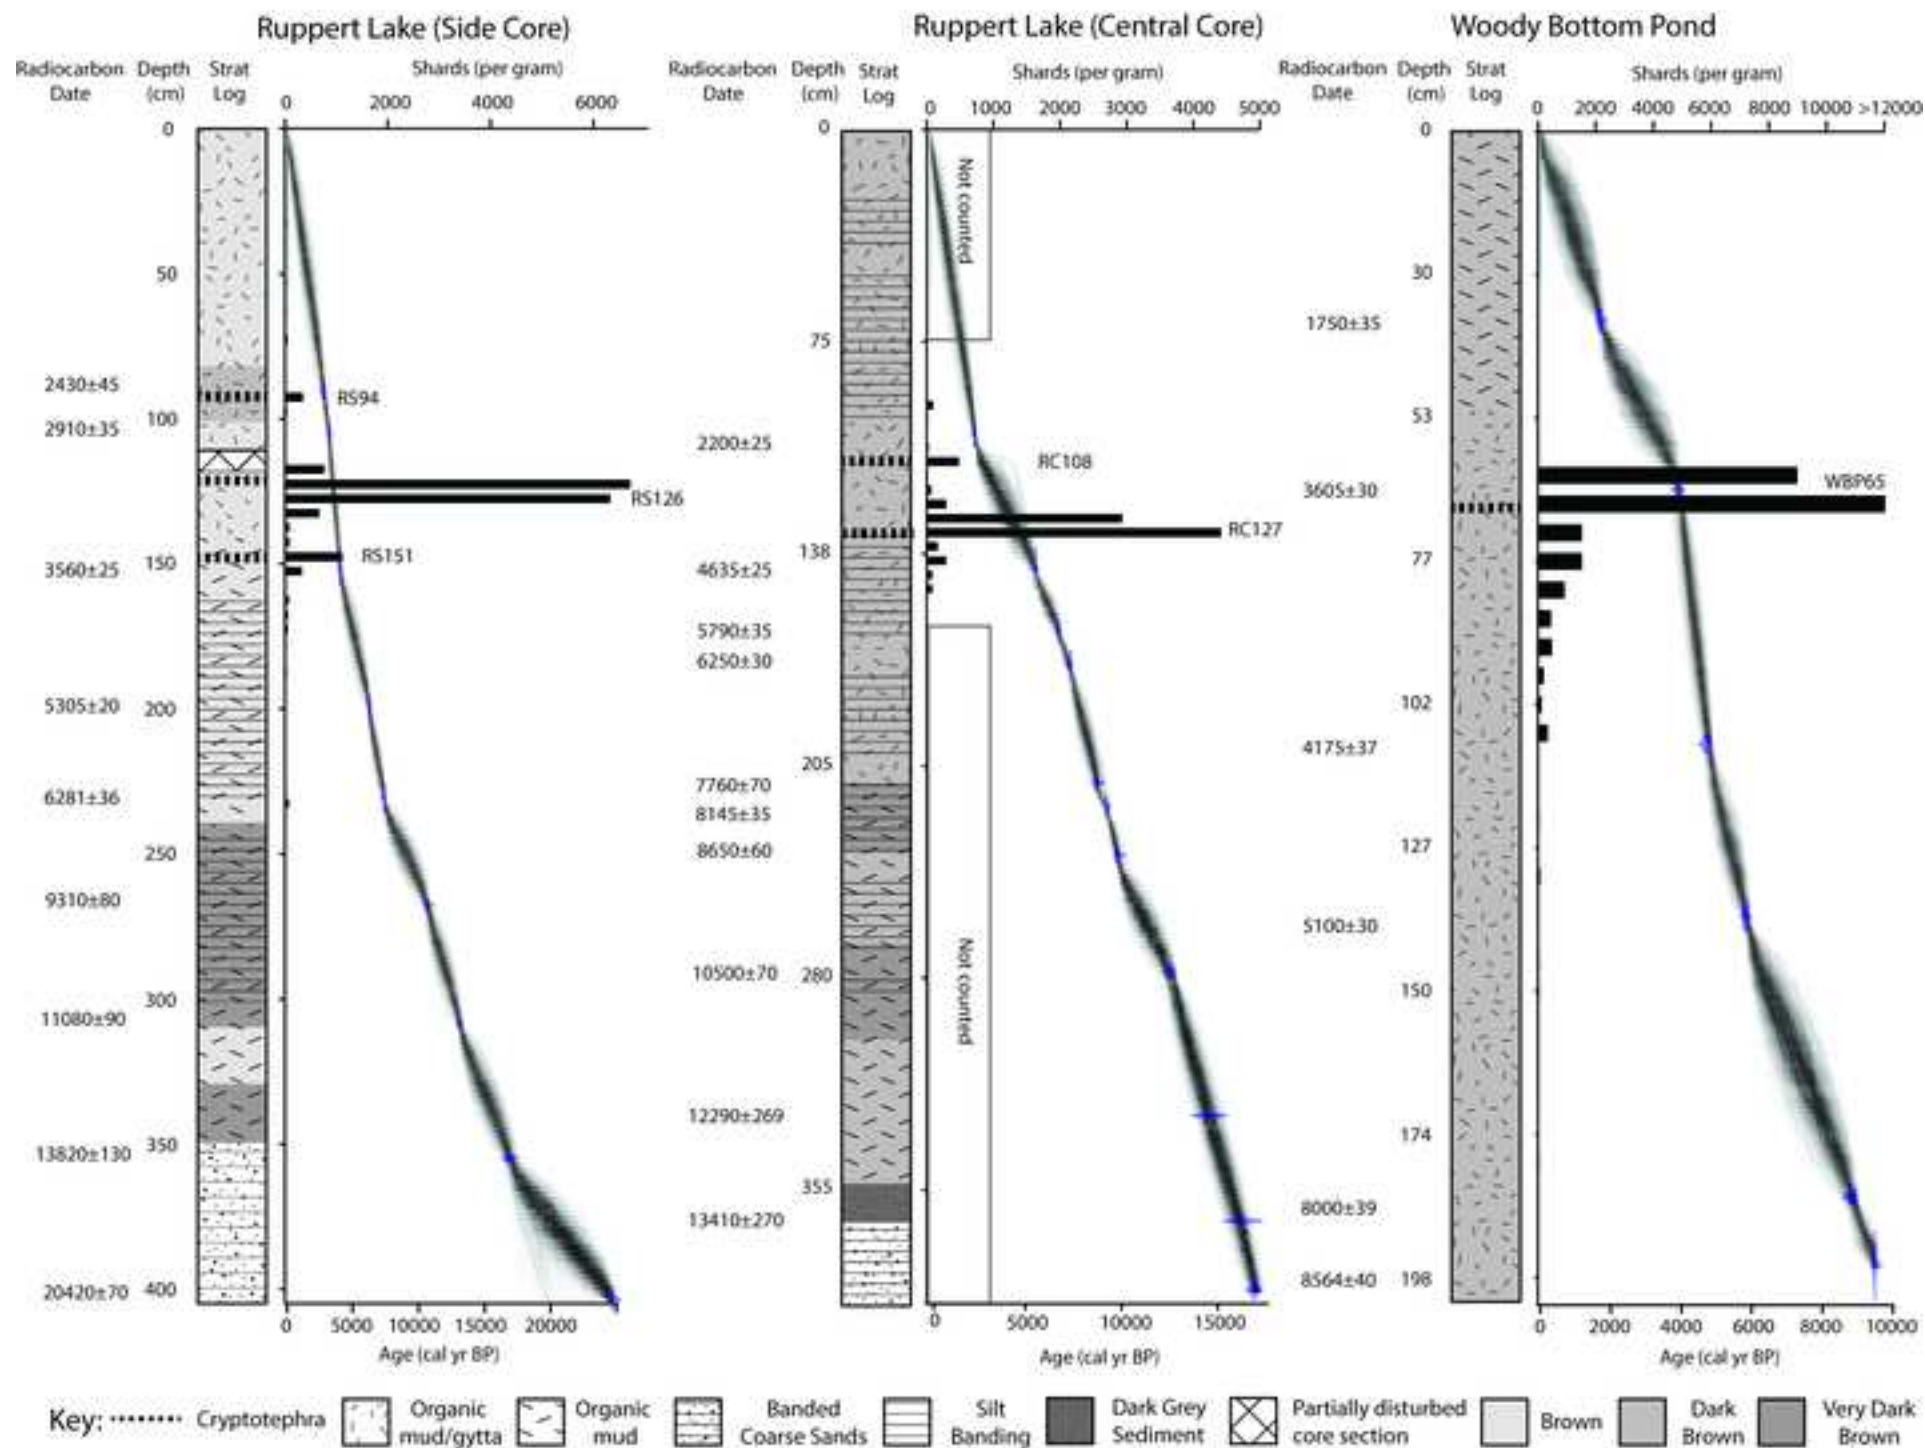 Ruppert Lake (Side Core)
Radiocarbon Date
Depth (cm)
Strat Log
Shards (per gram)
0 2000 4000 6000
0
50
2430±45
RS94
100
2910±35
RS126
RS151
150
3560±25
5305±20
200
6281±36
250
9310±80
300
11080±90
350
13820±130
400
20420±70
0 5000 10000 15000 20000
Age (cal yr BP)
Ruppert Lake (Central Core)
Radiocarbon Date
Depth (cm)
Strat Log
Shards (per gram)
0 1000 2000 3000 4000 5000
0
Not counted
75
2200±25
RC108
RC127
138
4635±25
5790±35
6250±30
205
7760±70
8145±35
8650±60
Not counted
10500±70
280
12290±269
355
13410±270
0 5000 10000 15000
Age (cal yr BP)
Woody Bottom Pond
Radiocarbon Date
Depth (cm)
Strat Log
Shards (per gram)
0 2000 4000 6000 8000 10000 >12000
0
30
1750±35
53
WBP65
3605±30
77
102
4175±37
127
5100±30
150
174
8000±39
198
8564±40
0 2000 4000 6000 8000 10000
Age (cal yr BP)
Key:
Cryptotephra
Organic mud/gytta
Organic mud
Banded Coarse Sands
Silt Banding
Dark Grey Sediment
Partially disturbed core section
Brown
Dark Brown
Very Dark Brown